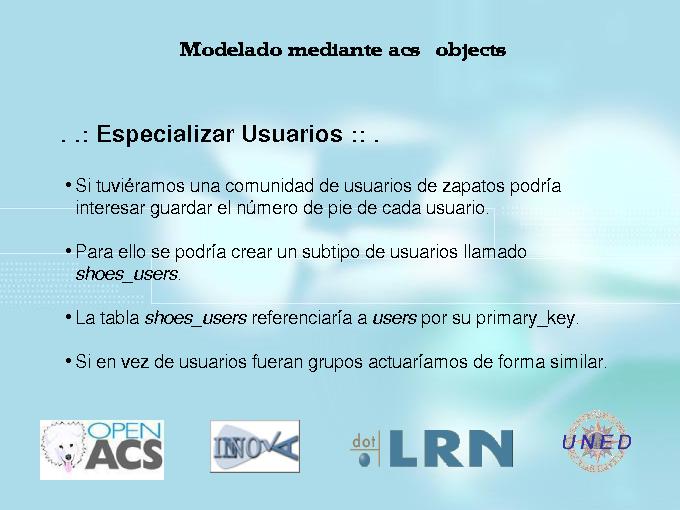 Modelado mediante acs objects
. .: Especializar Usuarios :: .
• Si tuviéramos una comunidad de usuarios de zapatos podría
interesar guardar el número de pie de cada usuario.
• Para ello se podría crear un subtipo de usuarios llamado
shoes_users.
• La tabla shoes_users referenciaría a users por su primary_key.
• Si en vez de usuarios fueran grupos actuaríamos de forma similar.
OPEN
ACS
INNOVA
dot LRN
UNED